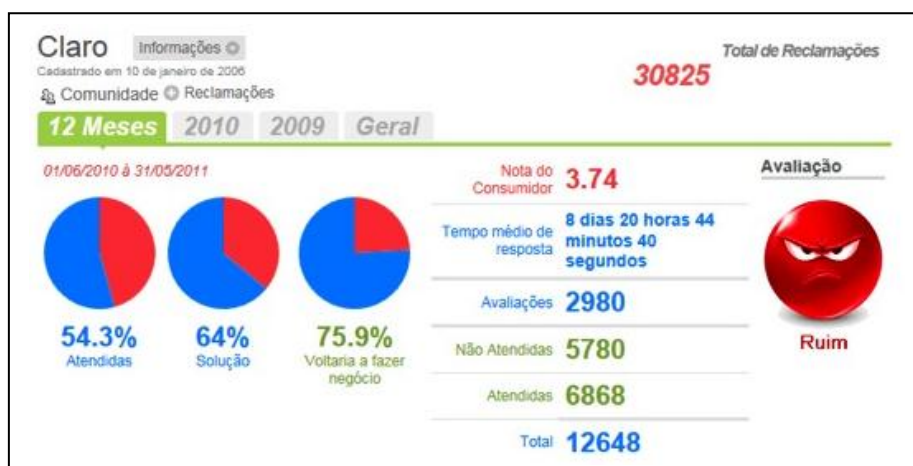 Claro Informações
Cadastrado em 10 de janeiro de 2006
Comunidade Reclamações
Total de Reclamações
30825
12 Meses 2010 2009 Geral
01/06/2010 à 31/05/2011
54.3%
Atendidas
64%
Solução
75.9%
Voltaria a fazer
negócio
Nota do
Consumidor 3.74
Tempo médio de
resposta
8 dias 20 horas 44
minutos 40
segundos
Avaliações 2980
Não Atendidas 5780
Atendidas 6868
Total 12648
Avaliação
Ruim